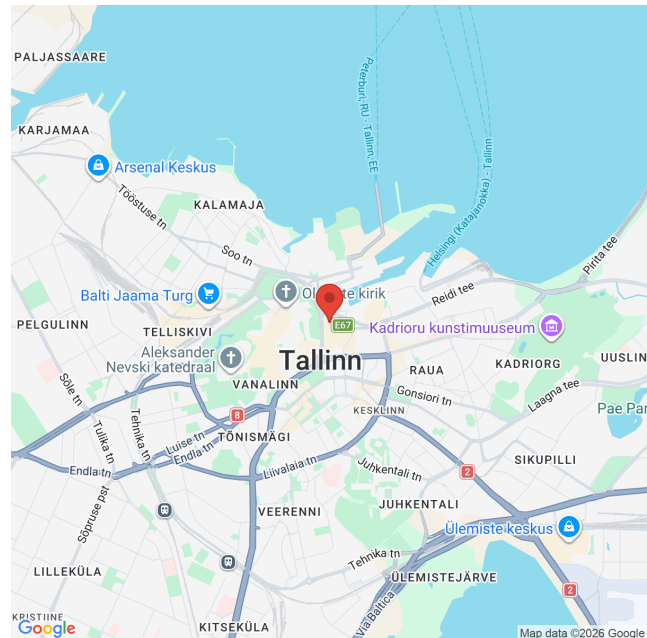 PALJASSAARE
Peterburi, RU - Tallinn, EE
KARJAMAA
Arsenal Keskus
Tööstuse tn
KALAMAJA
Helsingi (Katajanokka) - Tallinn
Soo tn
Pirita tee
Balti Jaama Turg
kirik
Reidi tee
PELGULINN
TELLISKIVI
E67
Kadrioru kunstimuuseum
Aleksander
Nevski katedraal
Tallinn
RAUA
KADRIORG
UUSLIN
Sõle tn
VANALINN
Gonsiori tn
Laagna tee
Pae Par
KESKLINN
8
Tehnika tn
Tulika tn
Luise tn
TÕNISMÄGI
Endla tn
Endla tn
Liivalaia tn
Juhkentali tn
2
SIKUPILLI
Sõpruse pst
VEERENNI
JUHKENTALI
Ülemiste keskus
Tehnika tn
LILLEKÜLA
ÜLEMISTEJÄRVE
2
Via Baltica
KRISTIINE
KITSEKÜLA
Google
Map data ©2026 Google